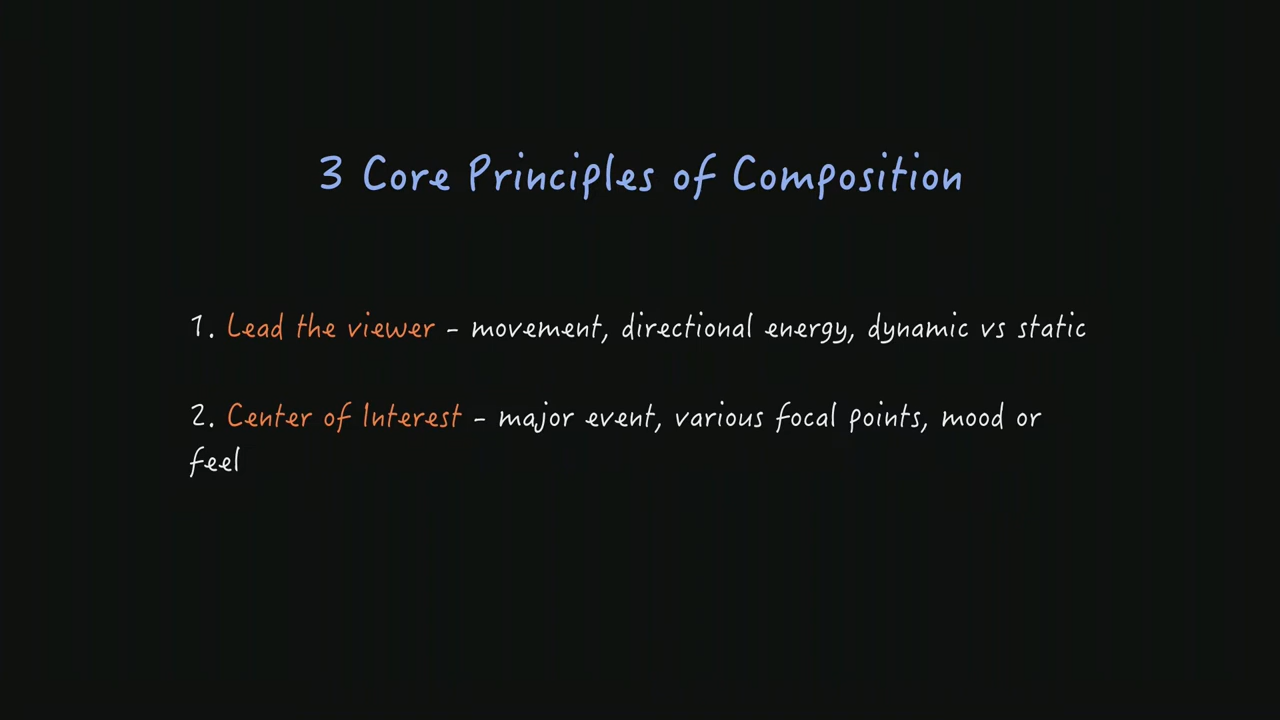 3 Core Principles of Composition
1. Lead the viewer - movement, directional energy, dynamic vs static
2. Center of Interest - major event, various focal points, mood or
feel